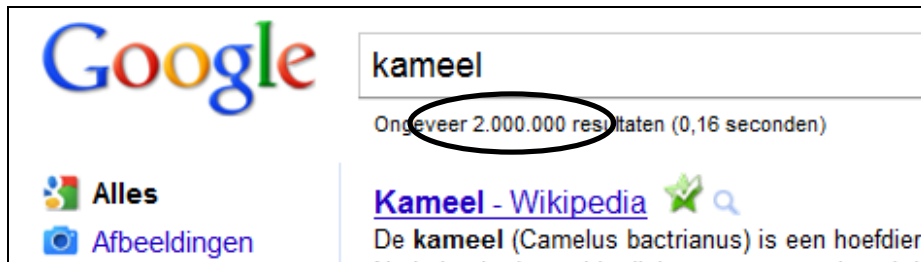 Google
kameel
Ongeveer 2.000.000 resultaten (0,16 seconden)
Alles
Afbeeldingen
Kameel - Wikipedia
De kameel (Camelus bactrianus) is een hoefdier